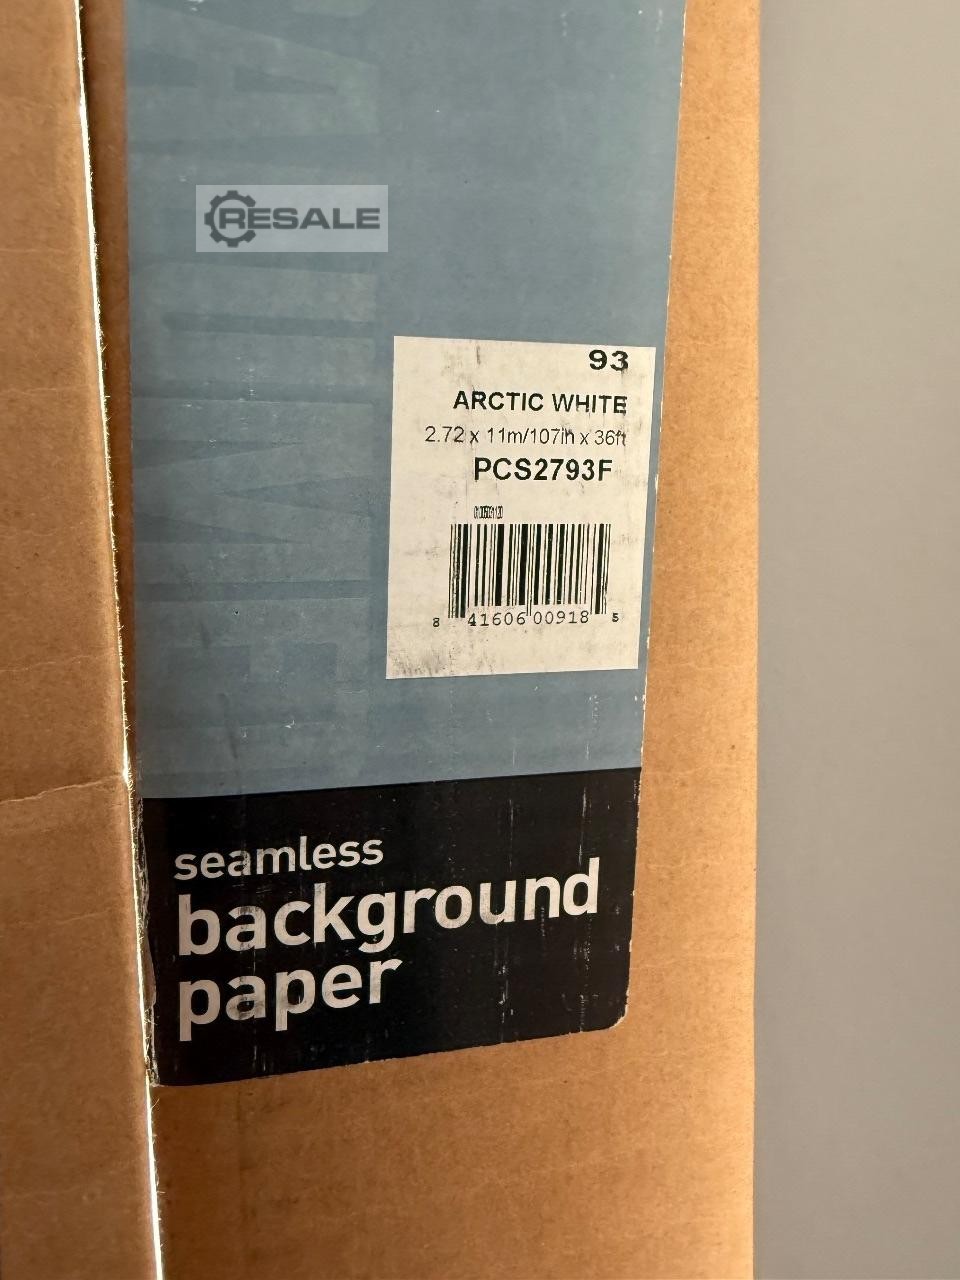 RESALE
93
ARCTIC WHITE
2.72 x 11m/107in x 36ft
PCS2793F
8 41606 00918 5
seamless
background
paper